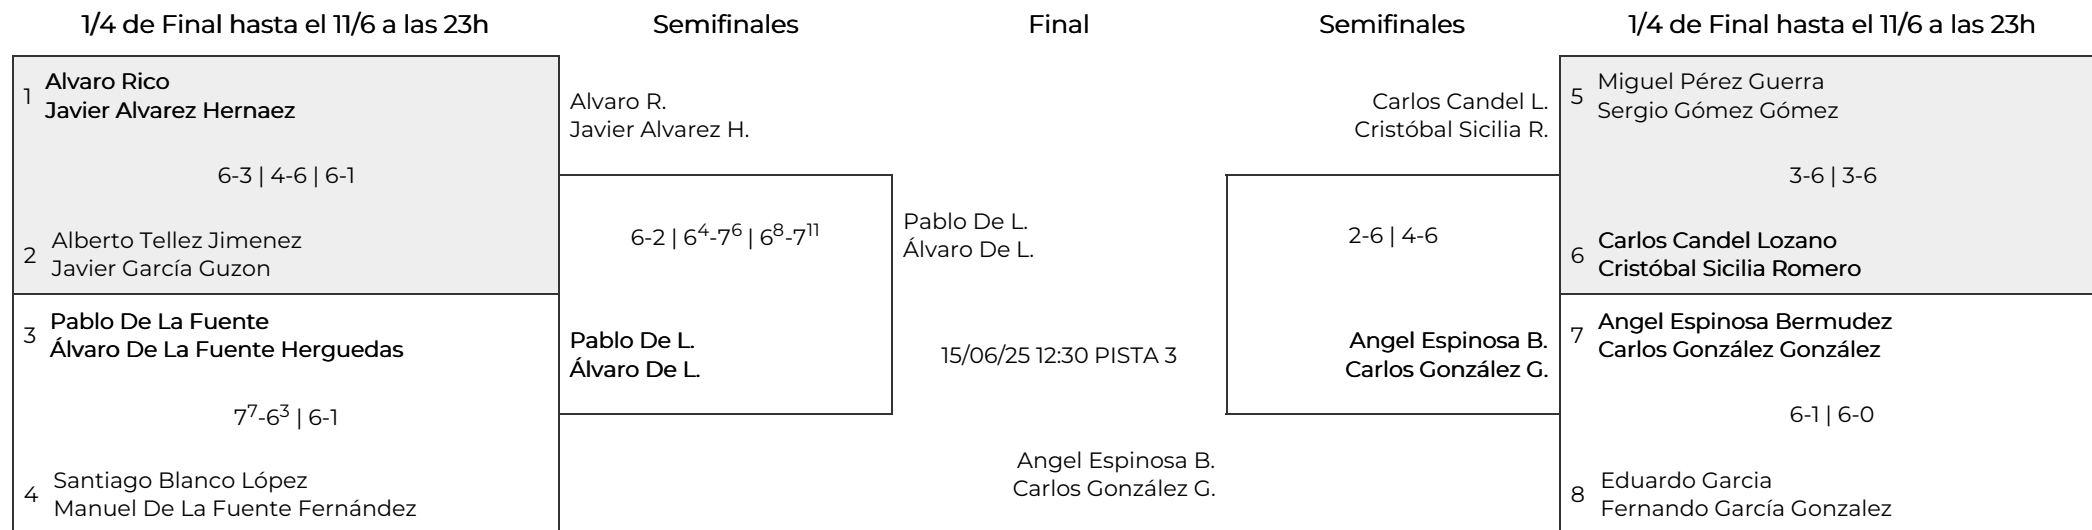 1/4 de Final hasta el 11/6 a las 23h
Semifinales
Final
Semifinales
1/4 de Final hasta el 11/6 a las 23h
1
Alvaro Rico
Javier Alvarez Hernaez
6-3 | 4-6 | 6-1
2
Alberto Tellez Jimenez
Javier García Guzon
3
Pablo De La Fuente
Álvaro De La Fuente Herguedas
7⁷-6³ | 6-1
4
Santiago Blanco López
Manuel De La Fuente Fernández
Alvaro R.
Javier Alvarez H.
6-2 | 6⁴-7⁶ | 6⁸-7¹¹
Pablo De L.
Álvaro De L.
Pablo De L.
Álvaro De L.
15/06/25 12:30 PISTA 3
Angel Espinosa B.
Carlos González G.
Carlos Candel L.
Cristóbal Sicilia R.
2-6 | 4-6
Angel Espinosa B.
Carlos González G.
5
Miguel Pérez Guerra
Sergio Gómez Gómez
3-6 | 3-6
6
Carlos Candel Lozano
Cristóbal Sicilia Romero
7
Angel Espinosa Bermudez
Carlos González González
6-1 | 6-0
8
Eduardo Garcia
Fernando García Gonzalez